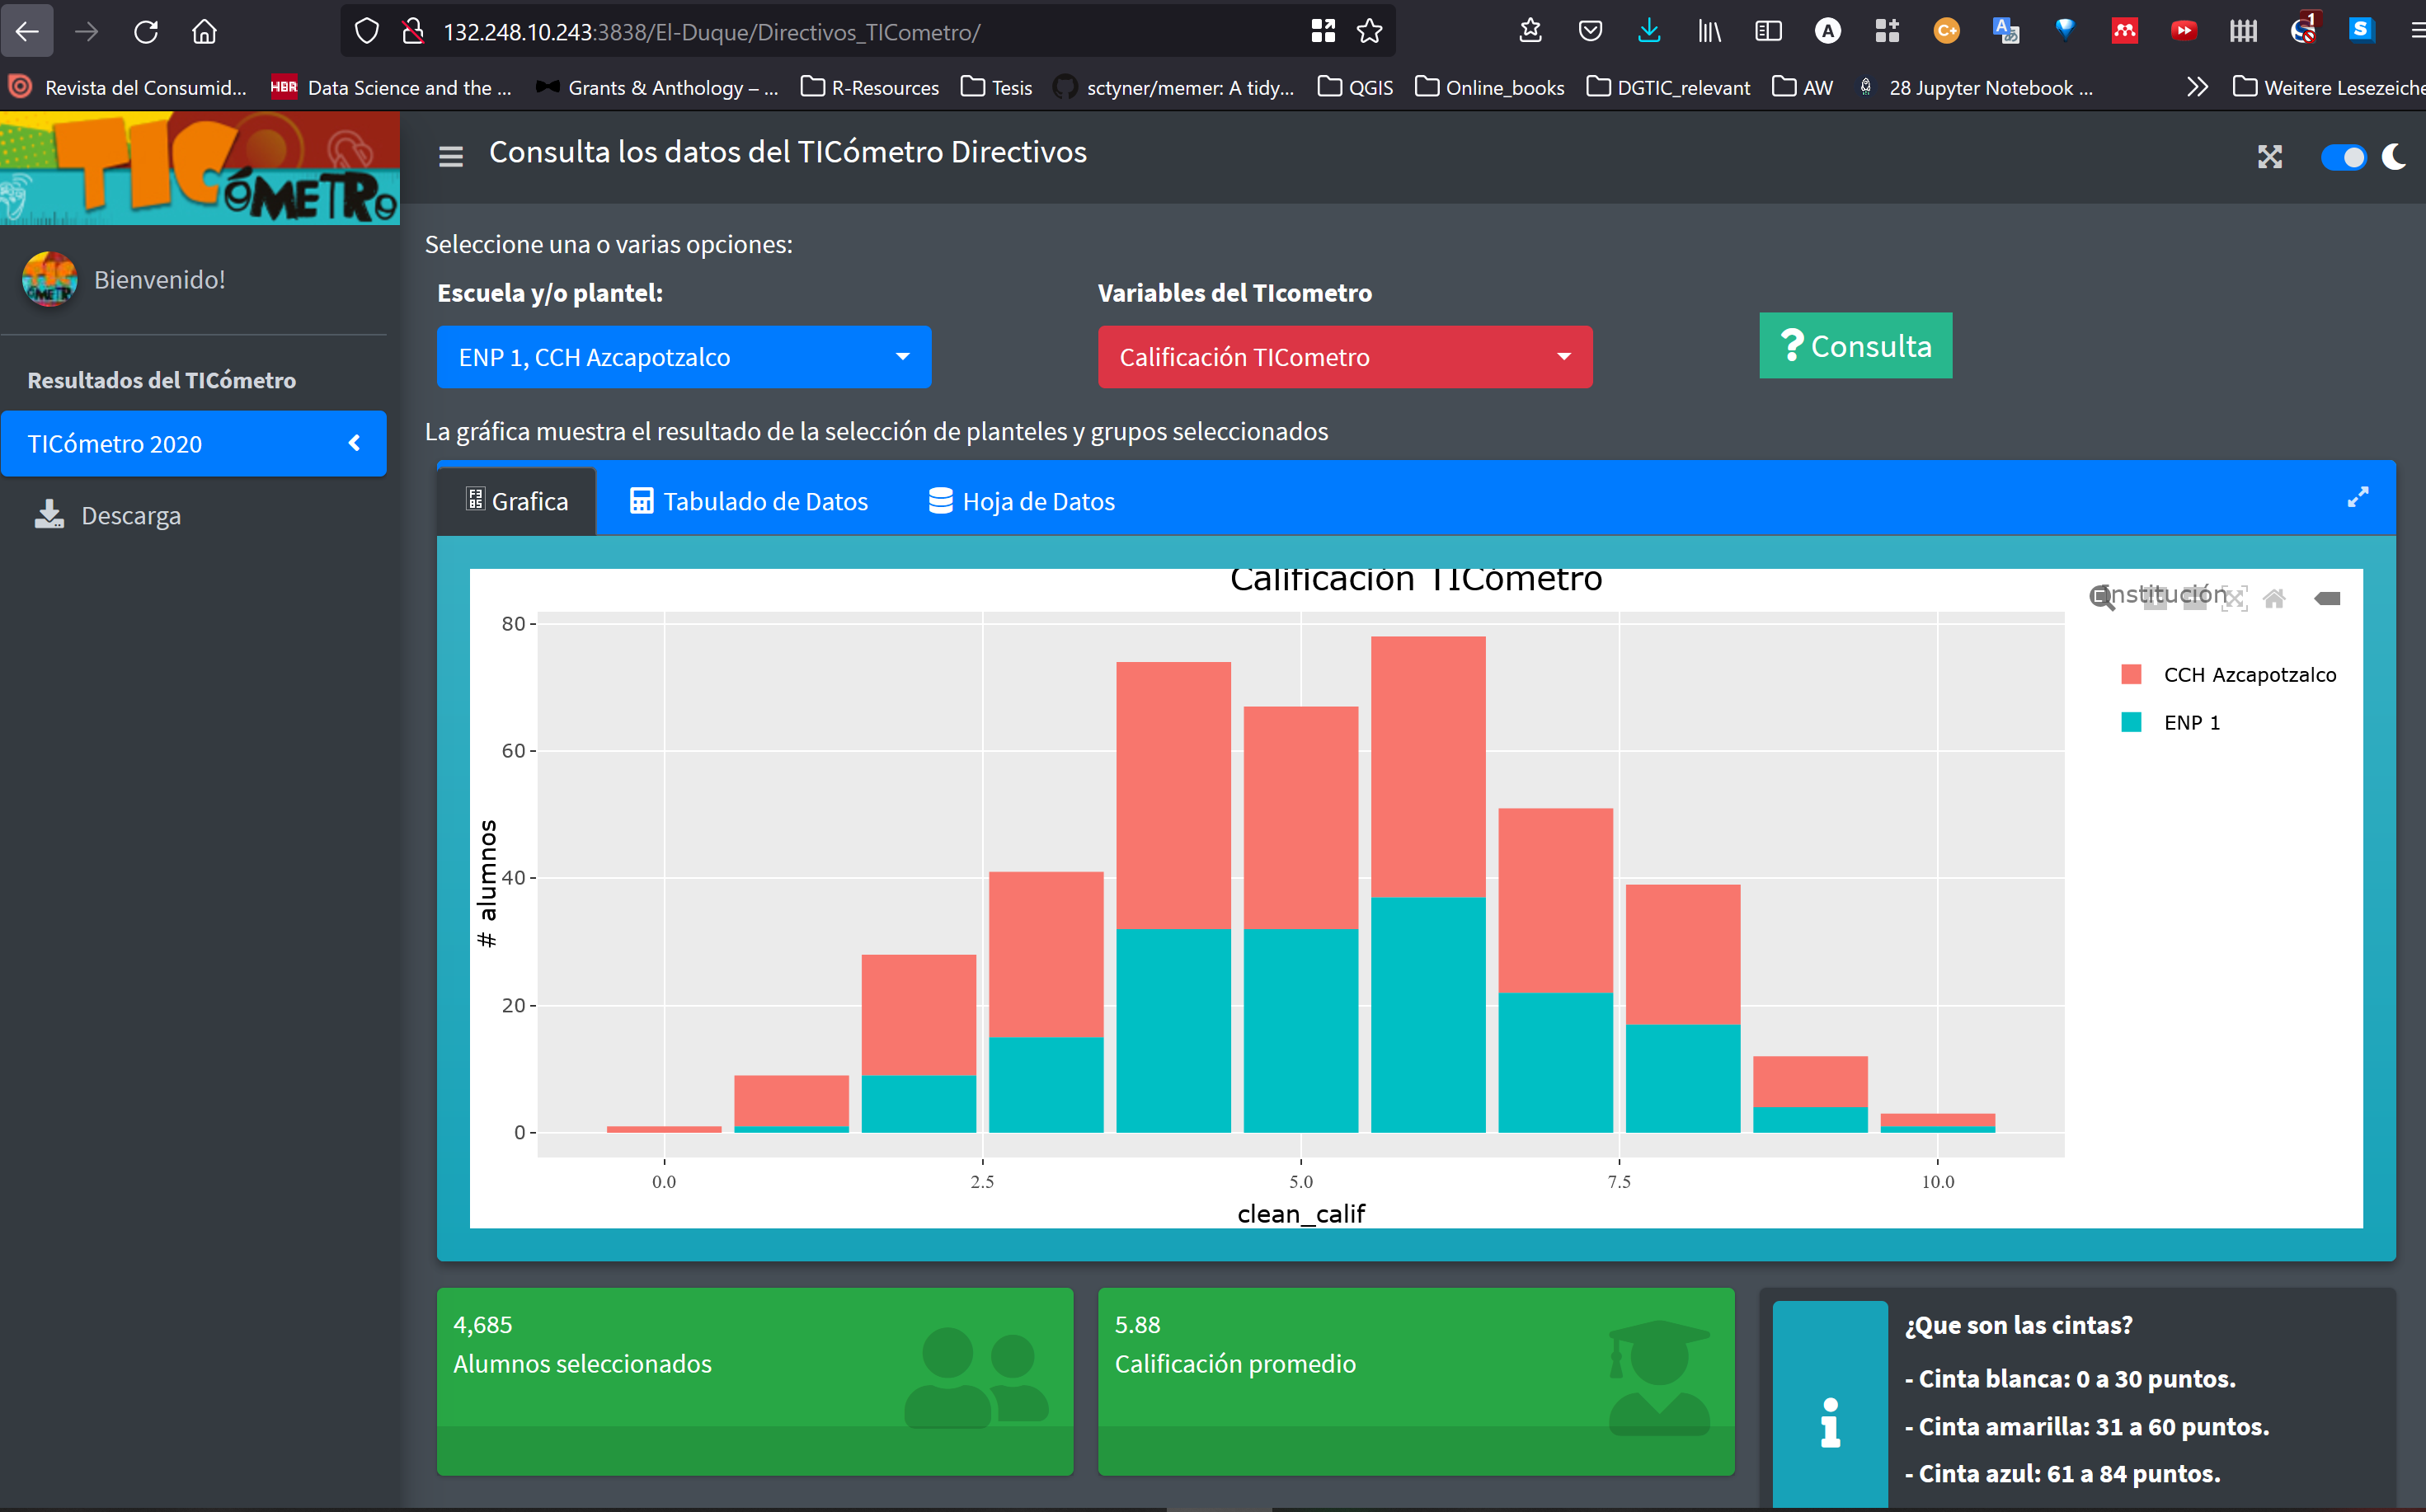 132.248.10.243:3838/El-Duque/Directivos_TICometro/
Revista del Consumid...
HBR Data Science and the ...
Grants & Anthology – ...
R-Resources
Tesis
sctyner/memer: A tidy...
QGIS
Online_books
DGTIC_relevant
AW
28 Jupyter Notebook ...
Weitere Lesezeiche
TICÓMETRO
Consulta los datos del TICómetro Directivos
Bienvenido!
Resultados del TICómetro
TICómetro 2020
Descarga
Seleccione una o varias opciones:
Escuela y/o plantel:
ENP 1, CCH Azcapotzalco
Variables del TIcometro
Calificación TICometro
? Consulta
La gráfica muestra el resultado de la selección de planteles y grupos seleccionados
Grafica
Tabulado de Datos
Hoja de Datos
Calificación TICómetro
Institución
CCH Azcapotzalco
ENP 1
# alumnos
80
60
40
20
0
0.0
2.5
5.0
7.5
10.0
clean_calif
4,685
Alumnos seleccionados
5.88
Calificación promedio
¿Que son las cintas?
- Cinta blanca: 0 a 30 puntos.
- Cinta amarilla: 31 a 60 puntos.
- Cinta azul: 61 a 84 puntos.